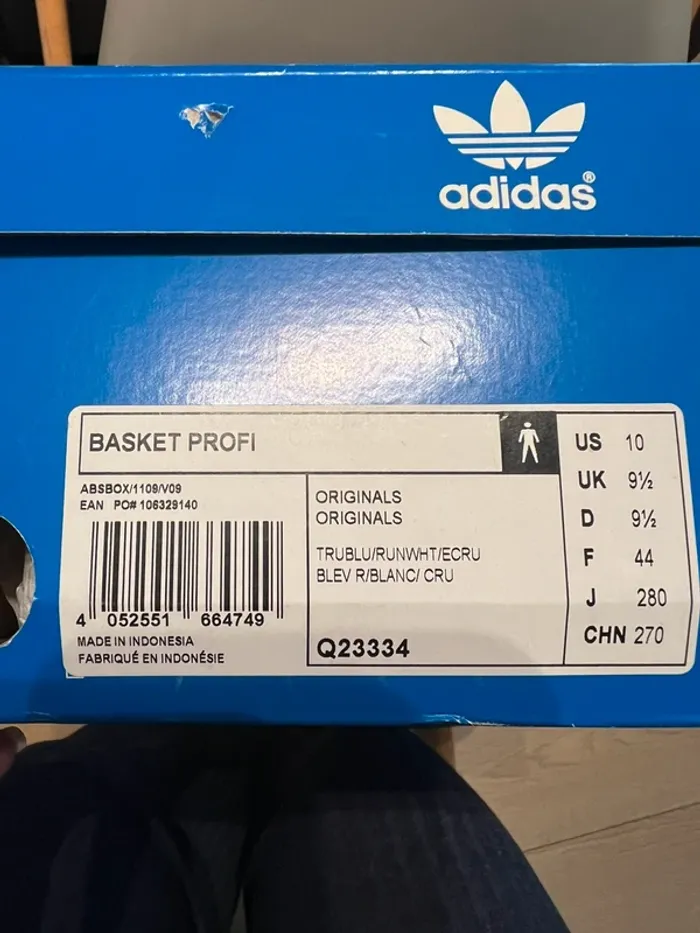 adidas®
BASKET PROFI
ABSBOX/1109/V09
EAN PO# 106329140
4 052551 664749
MADE IN INDONESIA
FABRIQUÉ EN INDONÉSIE
ORIGINALS
ORIGINALS
TRUBLU/RUNWHT/ECRU
BLEV R/BLANC/ CRU
Q23334
US 10
UK 9½
D 9½
F 44
J 280
CHN 270